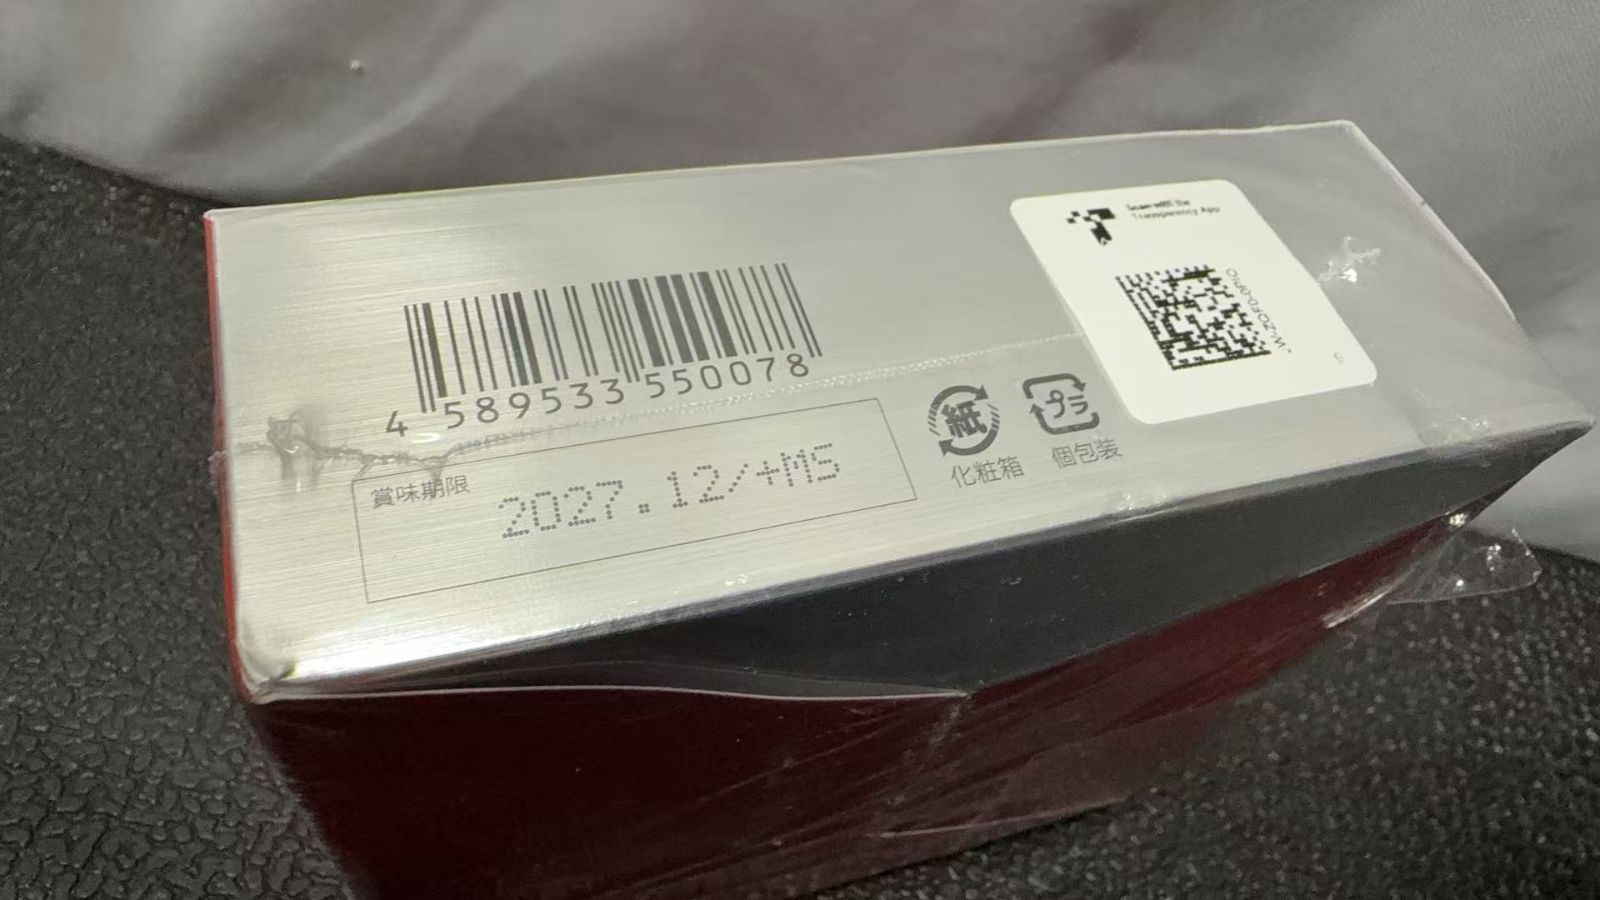 Scan with the
Transparency App
4 589533 550078
賞味期限
2027.12/+M5
紙
プラ
化粧箱
個包装